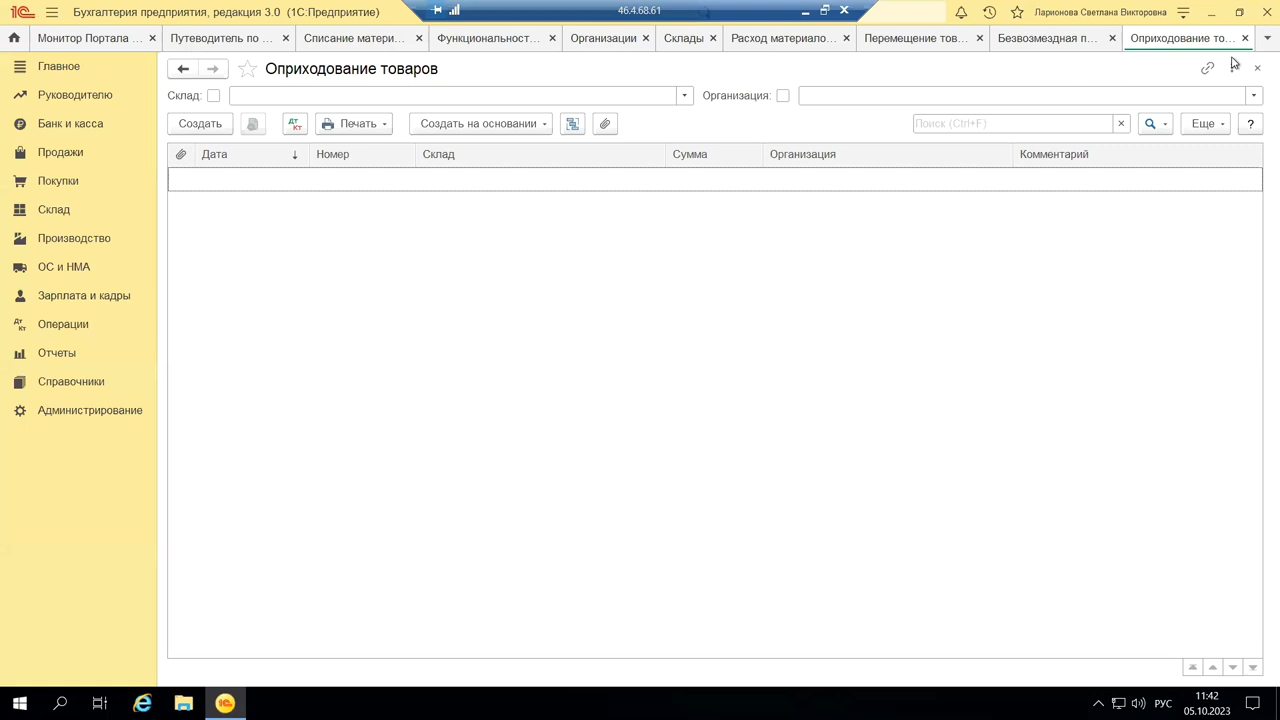 1С Бухгалтерия предприятия, редакция 3.0 (1С:Предприятие) 46.4.68.61 Ларионова Светлана Викторовна
Монитор Портала ... Путеводитель по ... Списание матери... Функциональност... Организации Склады Расход материало... Перемещение тов... Безвозмездная п... Оприходование то...
Главное
Руководителю
Банк и касса
Продажи
Покупки
Склад
Производство
ОС и НМА
Зарплата и кадры
Операции
Отчеты
Справочники
Администрирование
Оприходование товаров
Склад: Организация:
Создать Дт Кт Печать Создать на основании Поиск (Ctrl+F) Еще ?
Дата ↓ Номер Склад Сумма Организация Комментарий
РУС
11:42
05.10.2023